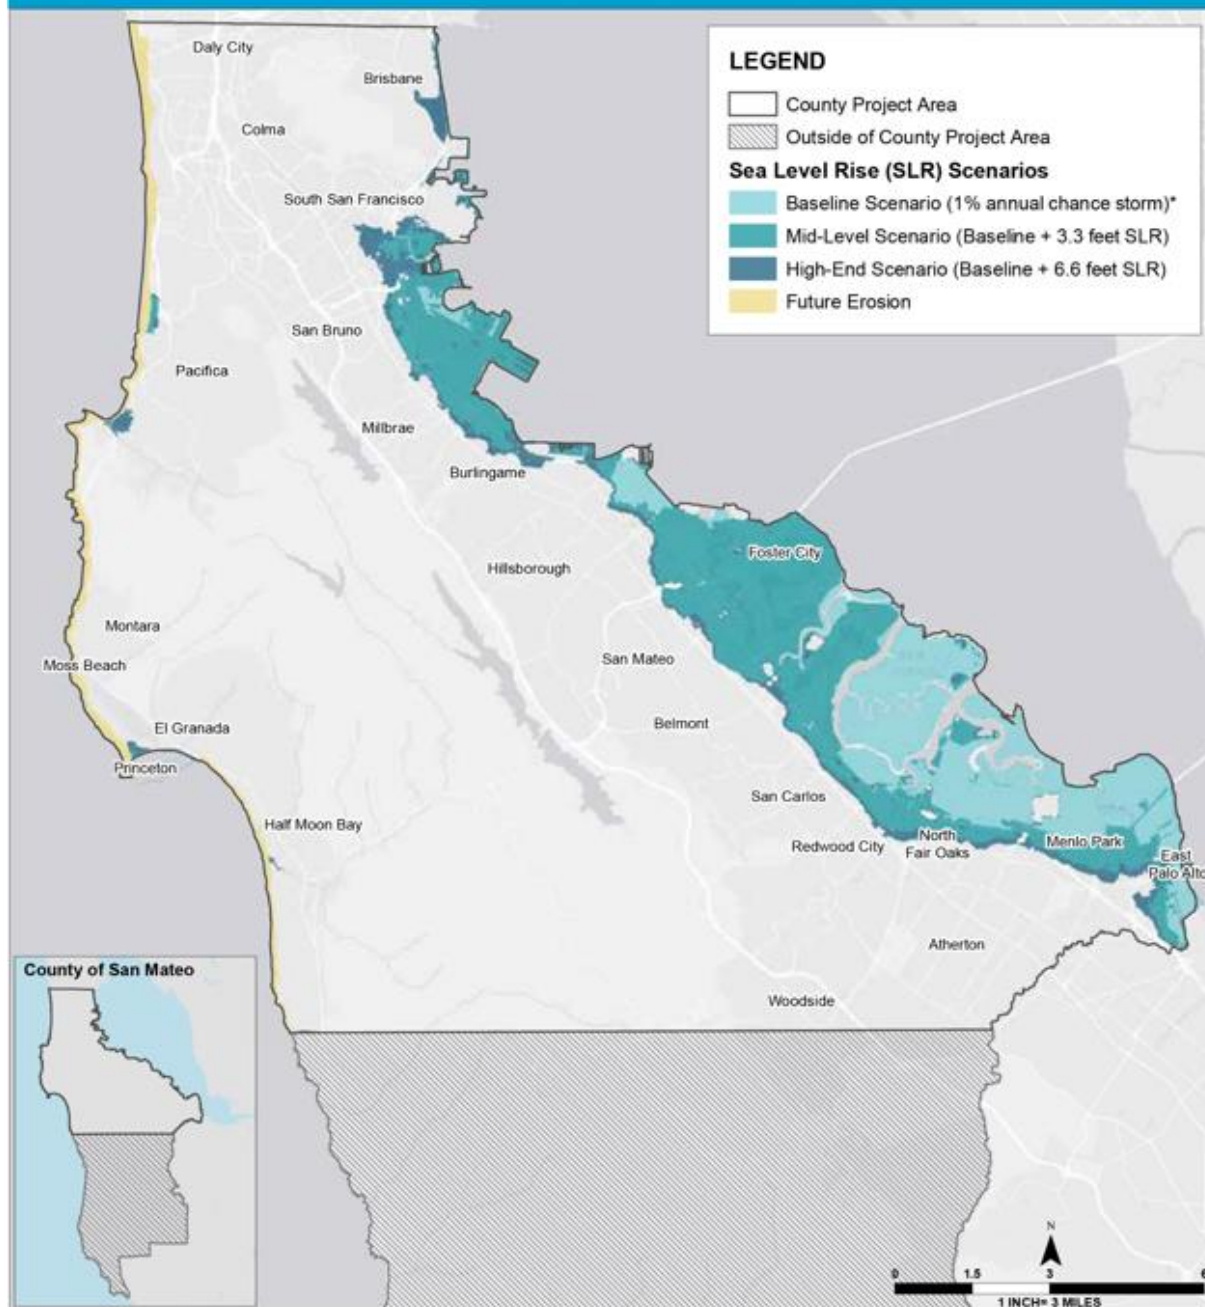 Daly City
Brisbane
Colma
South San Francisco
San Bruno
Pacifica
Millbrae
Burlingame
Foster City
Hillsborough
Montara
San Mateo
Moss Beach
Belmont
El Granada
Princeton
San Carlos
Half Moon Bay
Redwood City
North
Fair Oaks
Menlo Park
East
Palo Alto
Atherton
Woodside
LEGEND
County Project Area
Outside of County Project Area
Sea Level Rise (SLR) Scenarios
Baseline Scenario (1% annual chance storm)*
Mid-Level Scenario (Baseline + 3.3 feet SLR)
High-End Scenario (Baseline + 6.6 feet SLR)
Future Erosion
County of San Mateo
N
0 1.5 3 6
1 INCH= 3 MILES